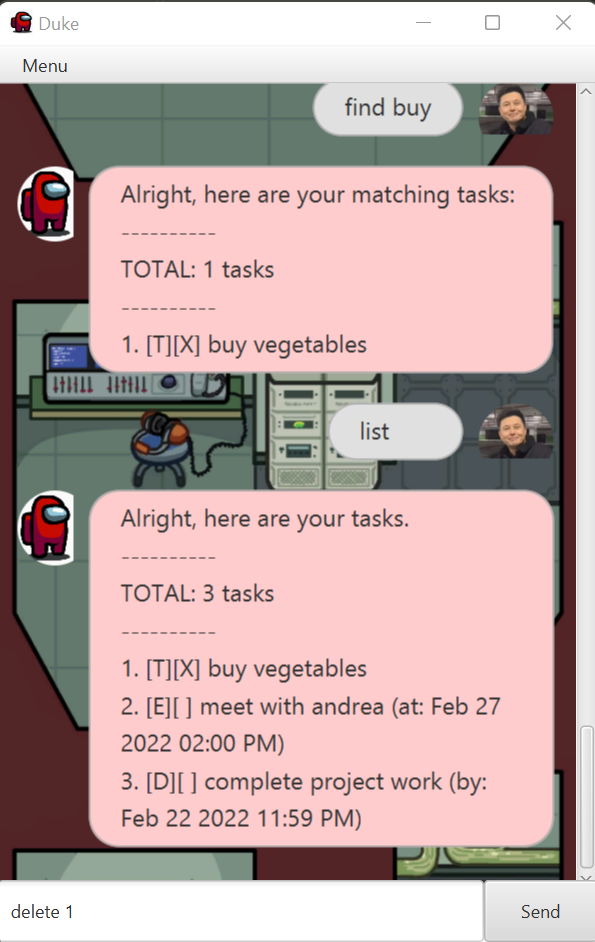 Duke
Menu
find buy
Alright, here are your matching tasks:
----------
TOTAL: 1 tasks
----------
1. [T][X] buy vegetables
list
Alright, here are your tasks.
----------
TOTAL: 3 tasks
----------
1. [T][X] buy vegetables
2. [E][ ] meet with andrea (at: Feb 27
2022 02:00 PM)
3. [D][ ] complete project work (by:
Feb 22 2022 11:59 PM)
delete 1
Send